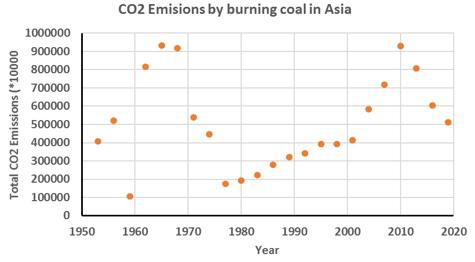 CO2 Emisions by burning coal in Asia
Total CO2 Emissions (*10000
1000000
900000
800000
700000
600000
500000
400000
300000
200000
100000
0
1950 1960 1970 1980 1990 2000 2010 2020
Year